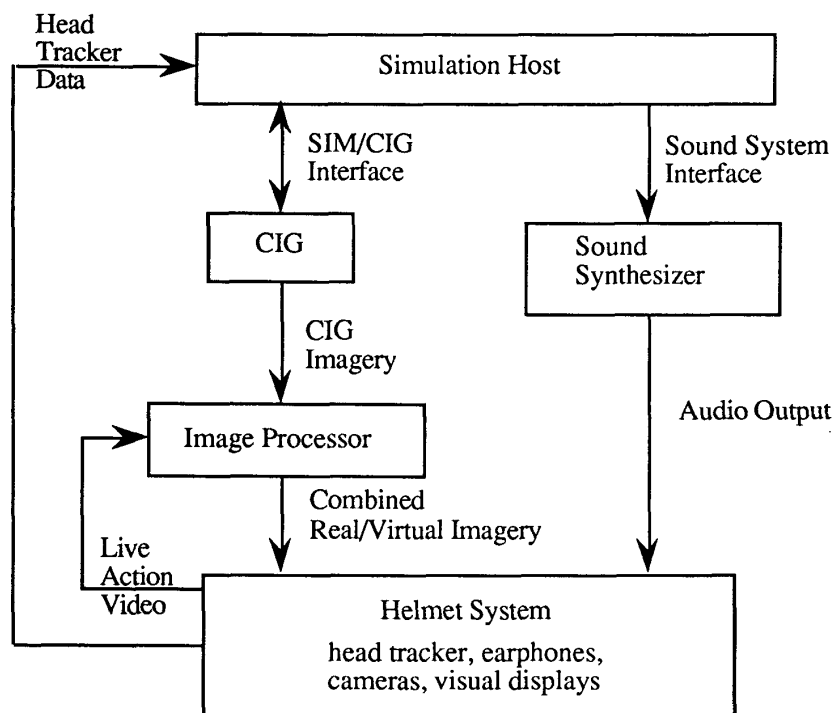 Head
Tracker
Data
Simulation Host
SIM/CIG
Interface
Sound System
Interface
CIG
Sound
Synthesizer
CIG
Imagery
Audio Output
Image Processor
Combined
Real/Virtual Imagery
Live
Action
Video
Helmet System
head tracker, earphones,
cameras, visual displays